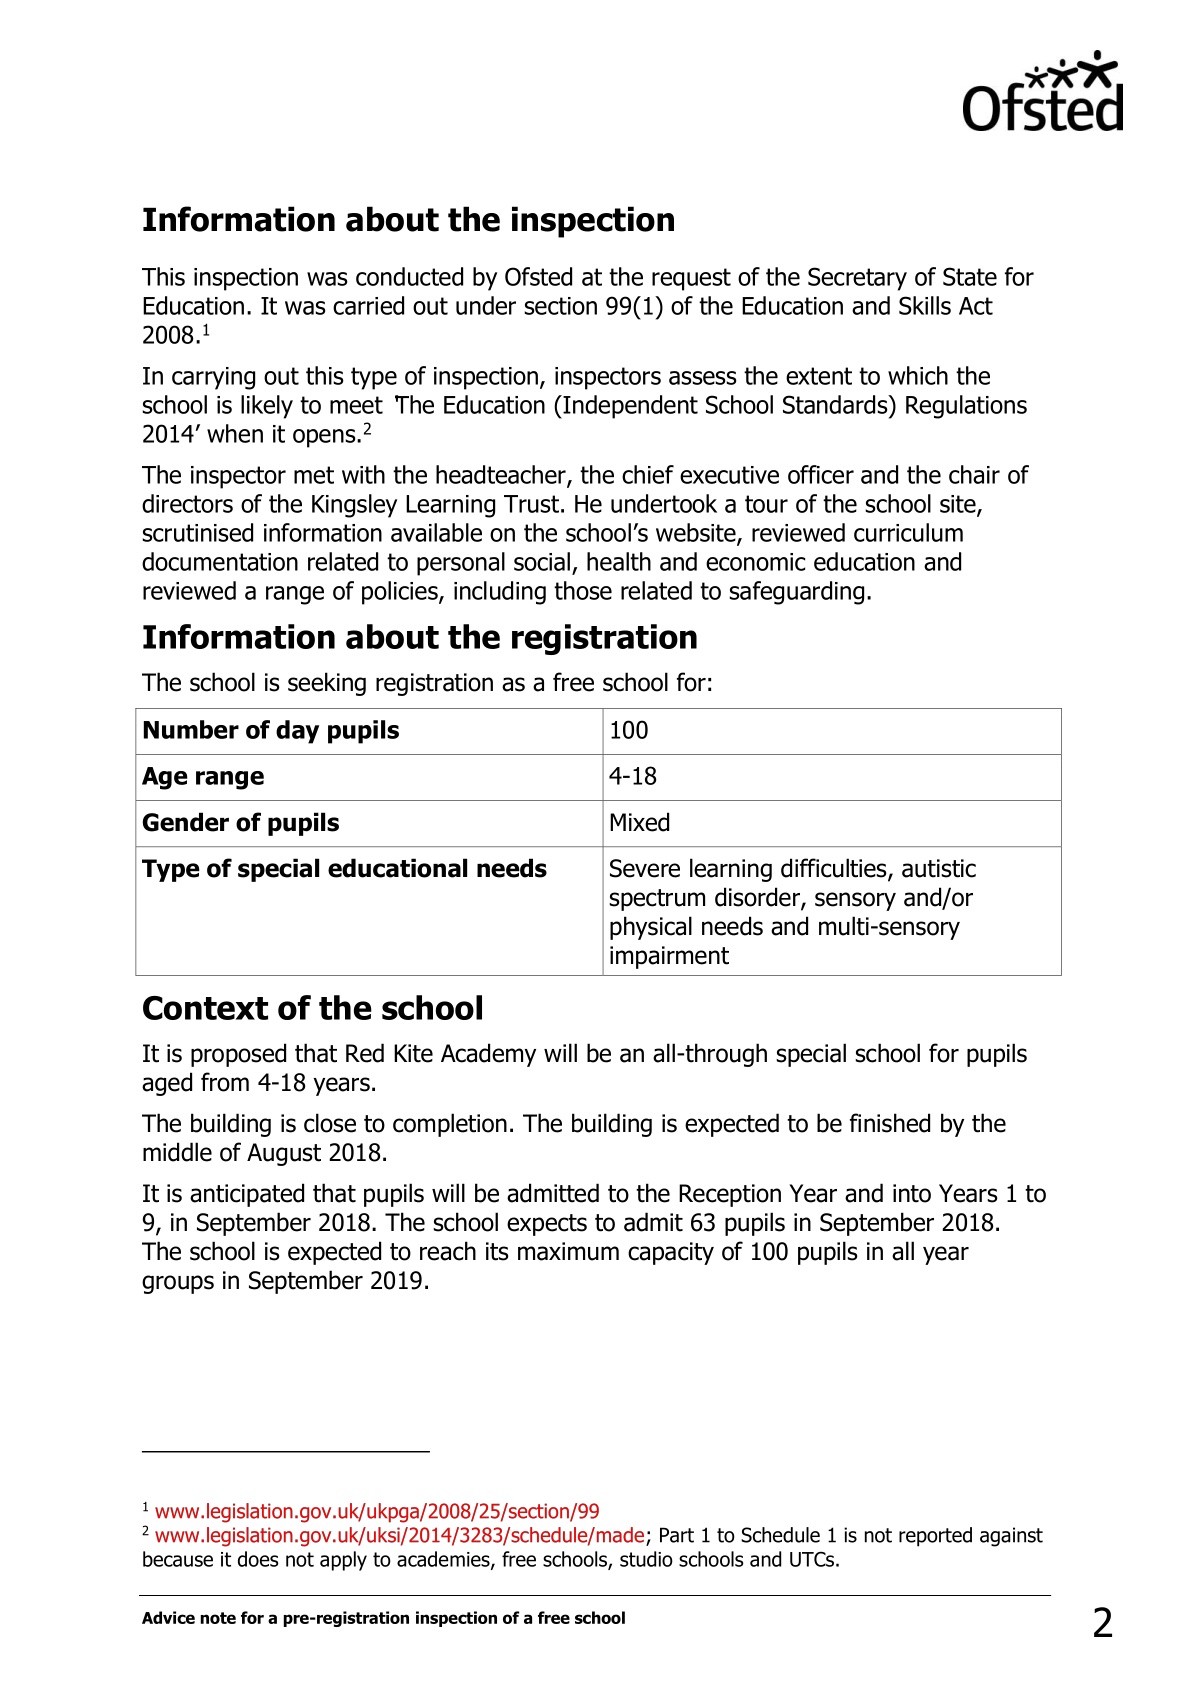 Ofsted
Information about the inspection
This inspection was conducted by Ofsted at the request of the Secretary of State for
Education. It was carried out under section 99(1) of the Education and Skills Act
2008.¹
In carrying out this type of inspection, inspectors assess the extent to which the
school is likely to meet ‘The Education (Independent School Standards) Regulations
2014’ when it opens.²
The inspector met with the headteacher, the chief executive officer and the chair of
directors of the Kingsley Learning Trust. He undertook a tour of the school site,
scrutinised information available on the school’s website, reviewed curriculum
documentation related to personal social, health and economic education and
reviewed a range of policies, including those related to safeguarding.
Information about the registration
The school is seeking registration as a free school for:
Number of day pupils 100
Age range 4-18
Gender of pupils Mixed
Type of special educational needs Severe learning difficulties, autistic
spectrum disorder, sensory and/or
physical needs and multi-sensory
impairment
Context of the school
It is proposed that Red Kite Academy will be an all-through special school for pupils
aged from 4-18 years.
The building is close to completion. The building is expected to be finished by the
middle of August 2018.
It is anticipated that pupils will be admitted to the Reception Year and into Years 1 to
9, in September 2018. The school expects to admit 63 pupils in September 2018.
The school is expected to reach its maximum capacity of 100 pupils in all year
groups in September 2019.
¹ www.legislation.gov.uk/ukpga/2008/25/section/99
² www.legislation.gov.uk/uksi/2014/3283/schedule/made; Part 1 to Schedule 1 is not reported against
because it does not apply to academies, free schools, studio schools and UTCs.
Advice note for a pre-registration inspection of a free school
2